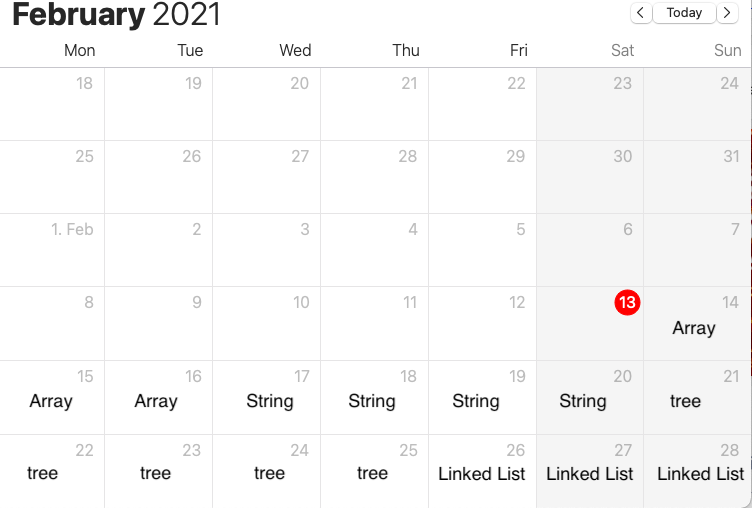 February 2021 < Today >
Mon Tue Wed Thu Fri Sat Sun
18 19 20 21 22 23 24
25 26 27 28 29 30 31
1. Feb 2 3 4 5 6 7
8 9 10 11 12 13 14
Array
15 16 17 18 19 20 21
Array Array String String String String tree
22 23 24 25 26 27 28
tree tree tree tree Linked List Linked List Linked List